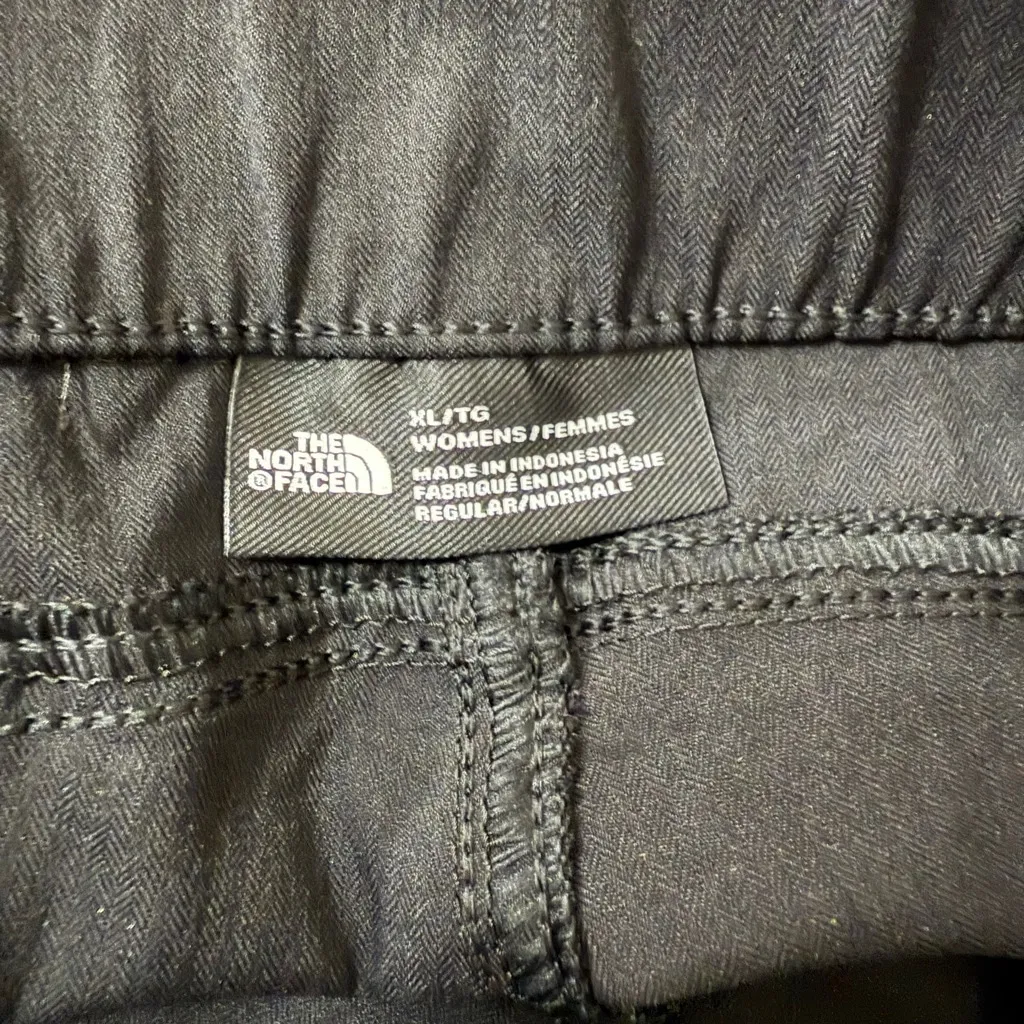 THE
NORTH
®FACE
XL/TG
WOMENS/FEMMES
MADE IN INDONESIA
FABRIQUÉ EN INDONÉSIE
REGULAR/NORMALE